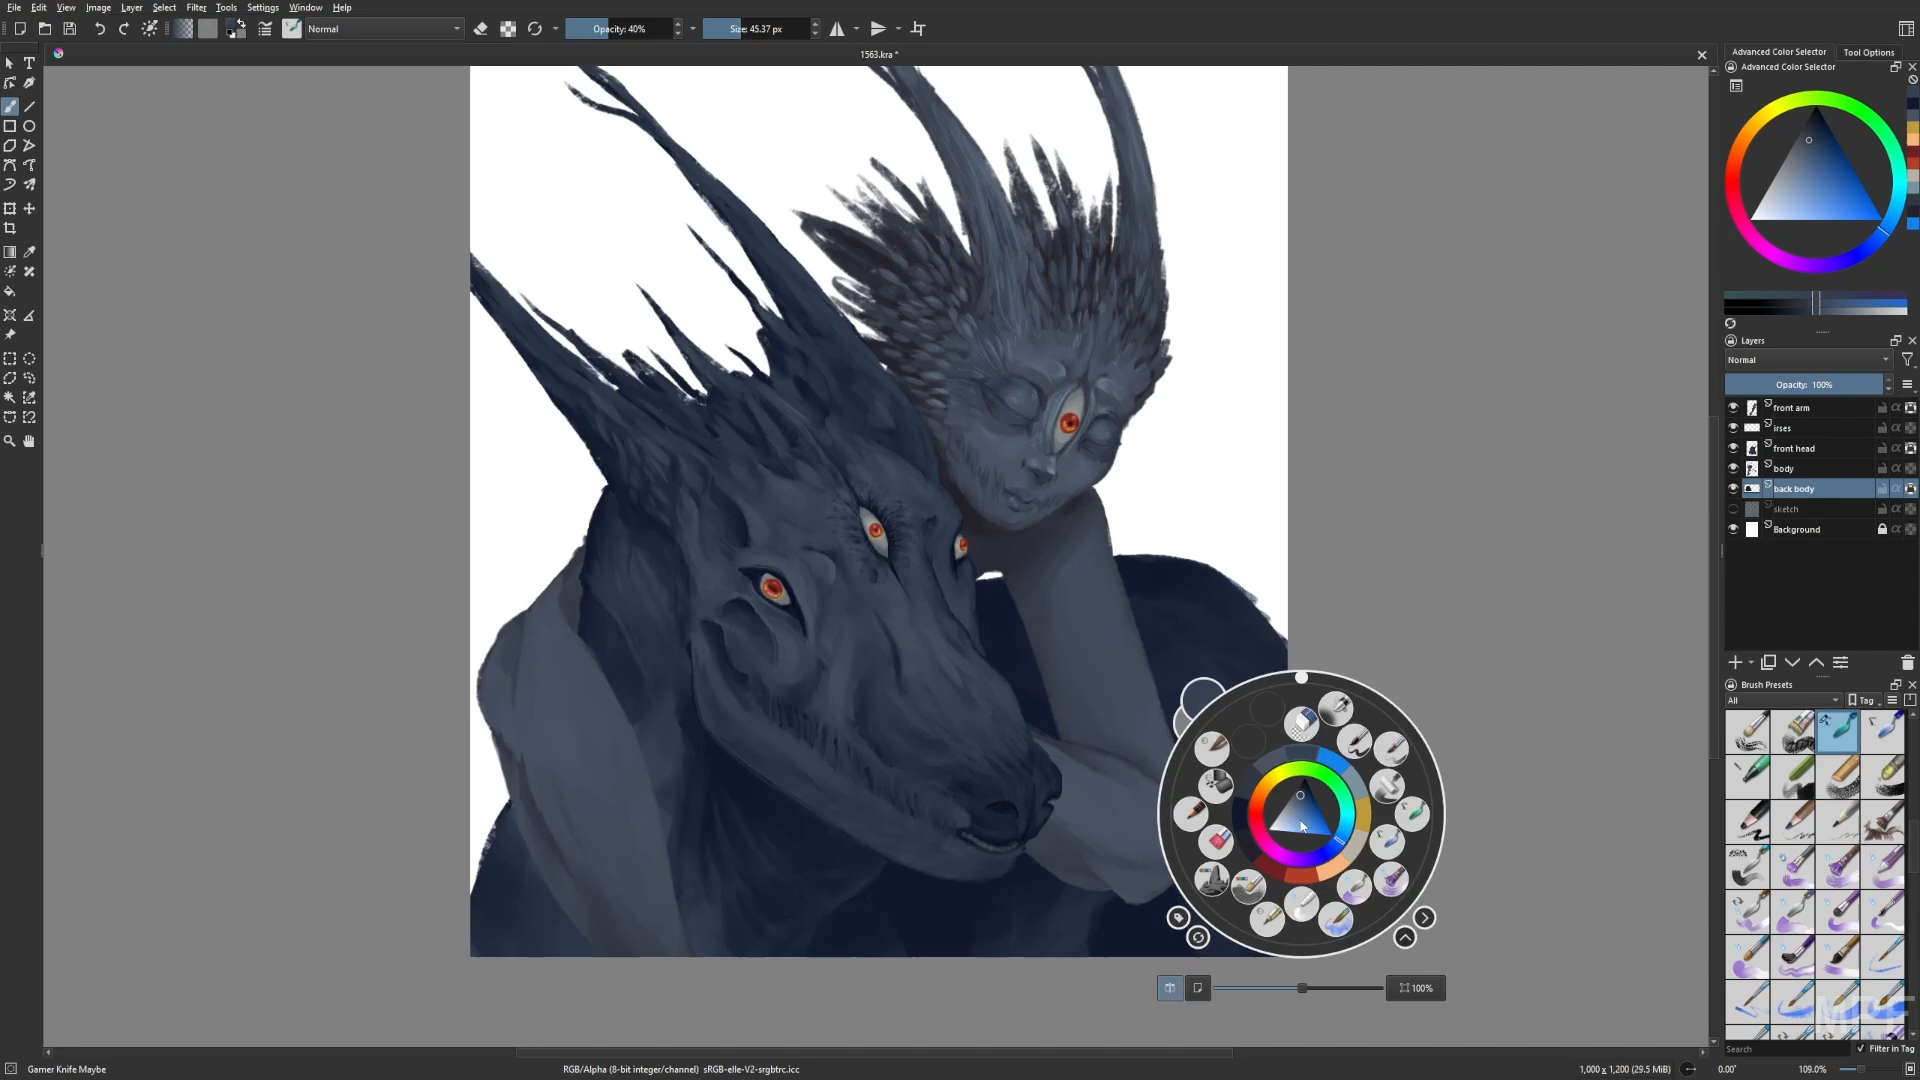 File Edit View Image Layer Filter Tools Settings Window Help
Normal
Opacity: 40%
Size: 45.37 px
1563.kra *
Advanced Color Selector
Tool Options
Advanced Color Selector
Layers
Normal
Opacity: 100%
front arm
irses
front head
body
back body
sketch
Background
Brush Presets
All
Tag
100%
Search
Filter in Tag
MPF
Gamer Knife Maybe
RGB/Alpha (8-bit integer/channel) sRGB-elle-V2-srgbtrc.icc
1,000 x 1,200 (29.5 MiB)
0.00°
109.0%